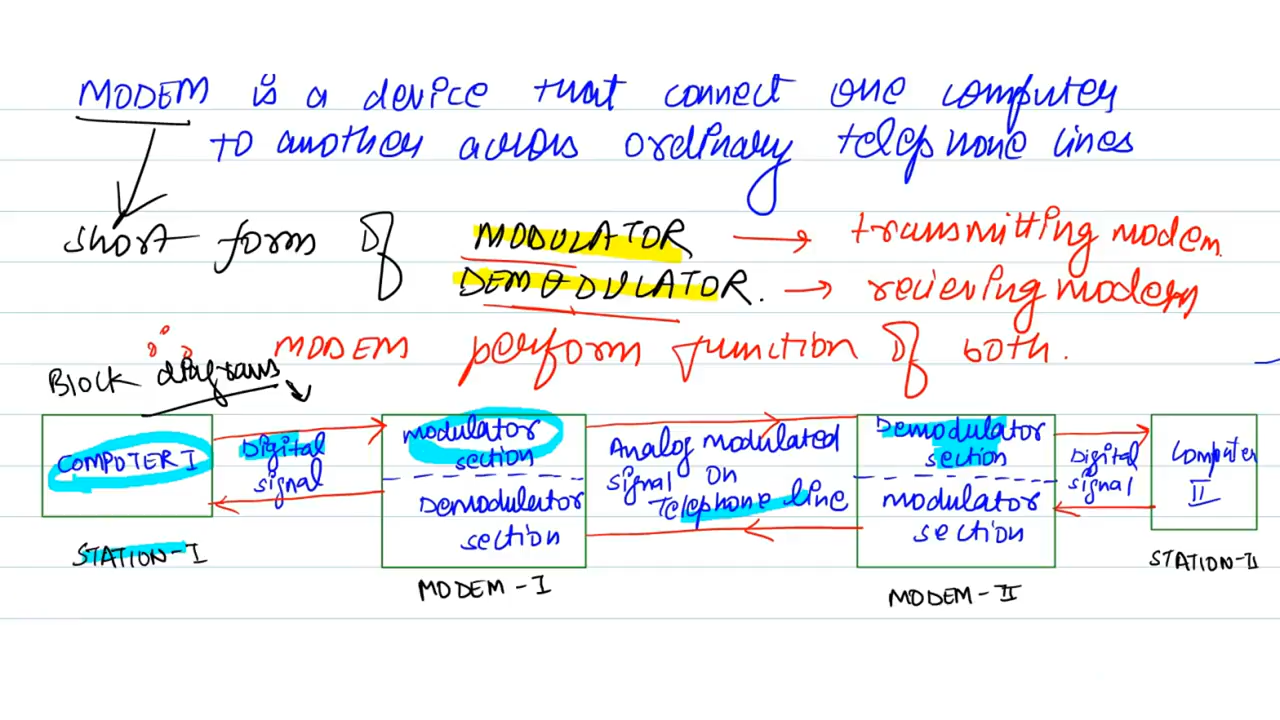 MODEM is a device that connect one computer
to another across ordinary telephone lines
short form of MODULATOR → transmitting modem.
DEMODULATOR. → recieving modem
MODEM perform function of both.
Block diagrams
COMPUTER I
Digital
signal
modulator
section
Demodulator
section
Analog modulated
signal on
Telephone line
Demodulator
section
modulator
section
Digital
signal
Computer
II
STATION-I
MODEM - I
MODEM - II
STATION-II